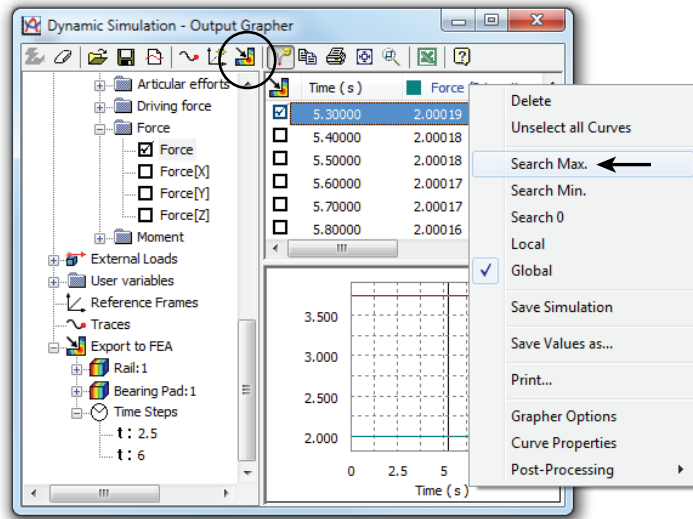 Dynamic Simulation - Output Grapher
Articular efforts
Driving force
Force
Force
Force[X]
Force[Y]
Force[Z]
Moment
External Loads
User variables
Reference Frames
Traces
Export to FEA
Rail:1
Bearing Pad:1
Time Steps
t: 2.5
t: 6
Time ( s ) Force
5.30000 2.00019
5.40000 2.00018
5.50000 2.00018
5.60000 2.00017
5.70000 2.00017
5.80000 2.00016
3.500
3.000
2.500
2.000
0 2.5 5
Time ( s )
Delete
Unselect all Curves
Search Max.
Search Min.
Search 0
Local
Global
Save Simulation
Save Values as...
Print...
Grapher Options
Curve Properties
Post-Processing